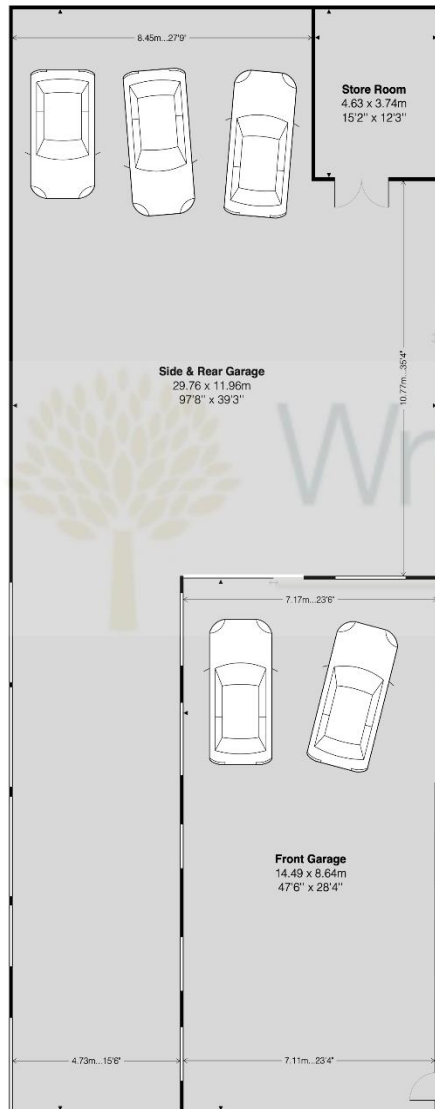 8.45m...27'9"
Store Room
4.63 x 3.74m
15'2" x 12'3"
Side & Rear Garage
29.76 x 11.96m
97'8" x 39'3"
10.77m...35'4"
Wr
7.17m...23'6"
Front Garage
14.49 x 8.64m
47'6" x 28'4"
4.73m...15'6"
7.11m...23'4"